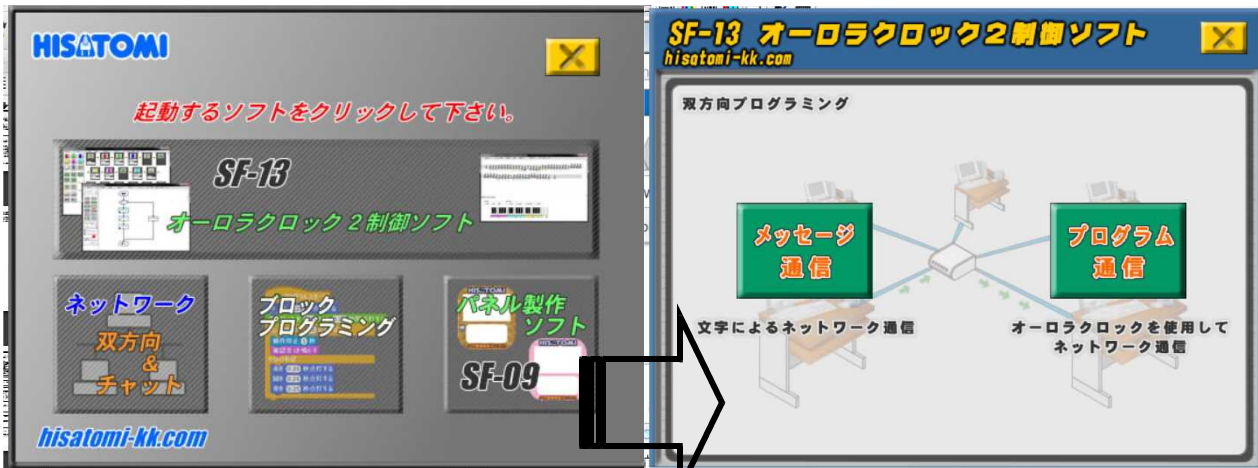 HISATOMI
起動するソフトをクリックして下さい。
SF-13
オーロラクロック2制御ソフト
ネットワーク
双方向
&
チャット
ブロック
プログラミング
パネル製作
ソフト
SF-09
hisatomi-kk.com
SF-13 オーロラクロック2制御ソフト
hisatomi-kk.com
双方向プログラミング
メッセージ
通信
プログラム
通信
文字によるネットワーク通信
オーロラクロックを使用して
ネットワーク通信